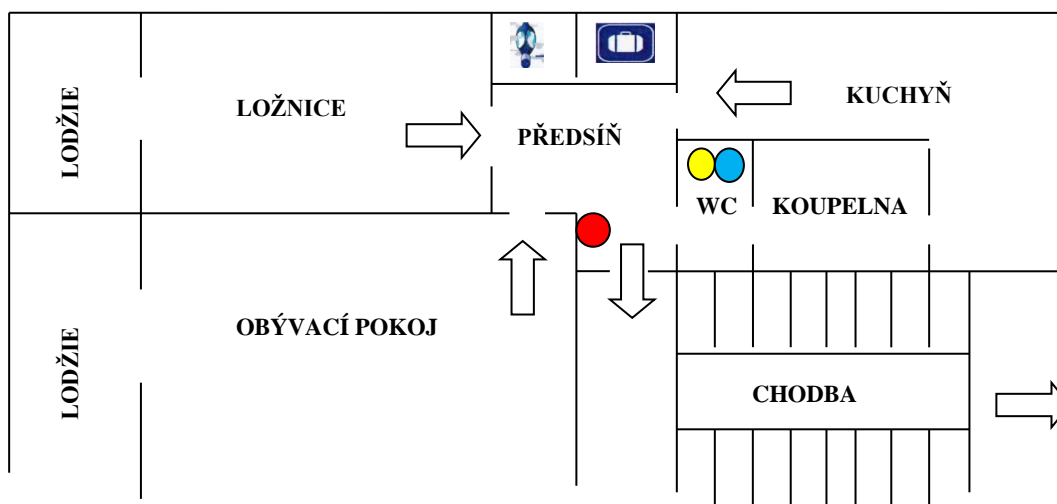 LODŽIE
LOŽNICE
PŘEDSÍŇ
KUCHYŇ
WC
KOUPELNA
LODŽIE
OBÝVACÍ POKOJ
CHODBA